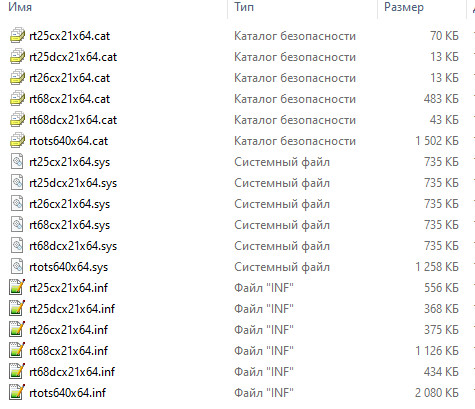 Имя Тип Размер
rt25cx21x64.cat Каталог безопасности 70 КБ
rt25dcx21x64.cat Каталог безопасности 13 КБ
rt26cx21x64.cat Каталог безопасности 13 КБ
rt68cx21x64.cat Каталог безопасности 483 КБ
rt68dcx21x64.cat Каталог безопасности 43 КБ
rtots640x64.cat Каталог безопасности 1 502 КБ
rt25cx21x64.sys Системный файл 735 КБ
rt25dcx21x64.sys Системный файл 735 КБ
rt26cx21x64.sys Системный файл 735 КБ
rt68cx21x64.sys Системный файл 735 КБ
rt68dcx21x64.sys Системный файл 735 КБ
rtots640x64.sys Системный файл 1 258 КБ
rt25cx21x64.inf Файл "INF" 556 КБ
rt25dcx21x64.inf Файл "INF" 368 КБ
rt26cx21x64.inf Файл "INF" 375 КБ
rt68cx21x64.inf Файл "INF" 1 126 КБ
rt68dcx21x64.inf Файл "INF" 434 КБ
rtots640x64.inf Файл "INF" 2 080 КБ